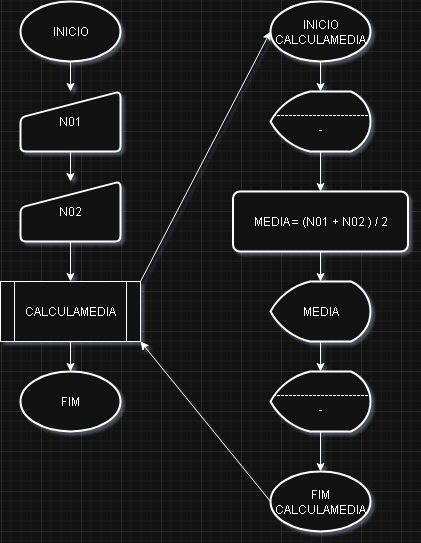 INICIO
N01
N02
CALCULAMEDIA
FIM
INICIO
CALCULAMEDIA
-----------------
-
MEDIA= (N01 + N02 ) / 2
MEDIA
-----------------
-
FIM
CALCULAMEDIA